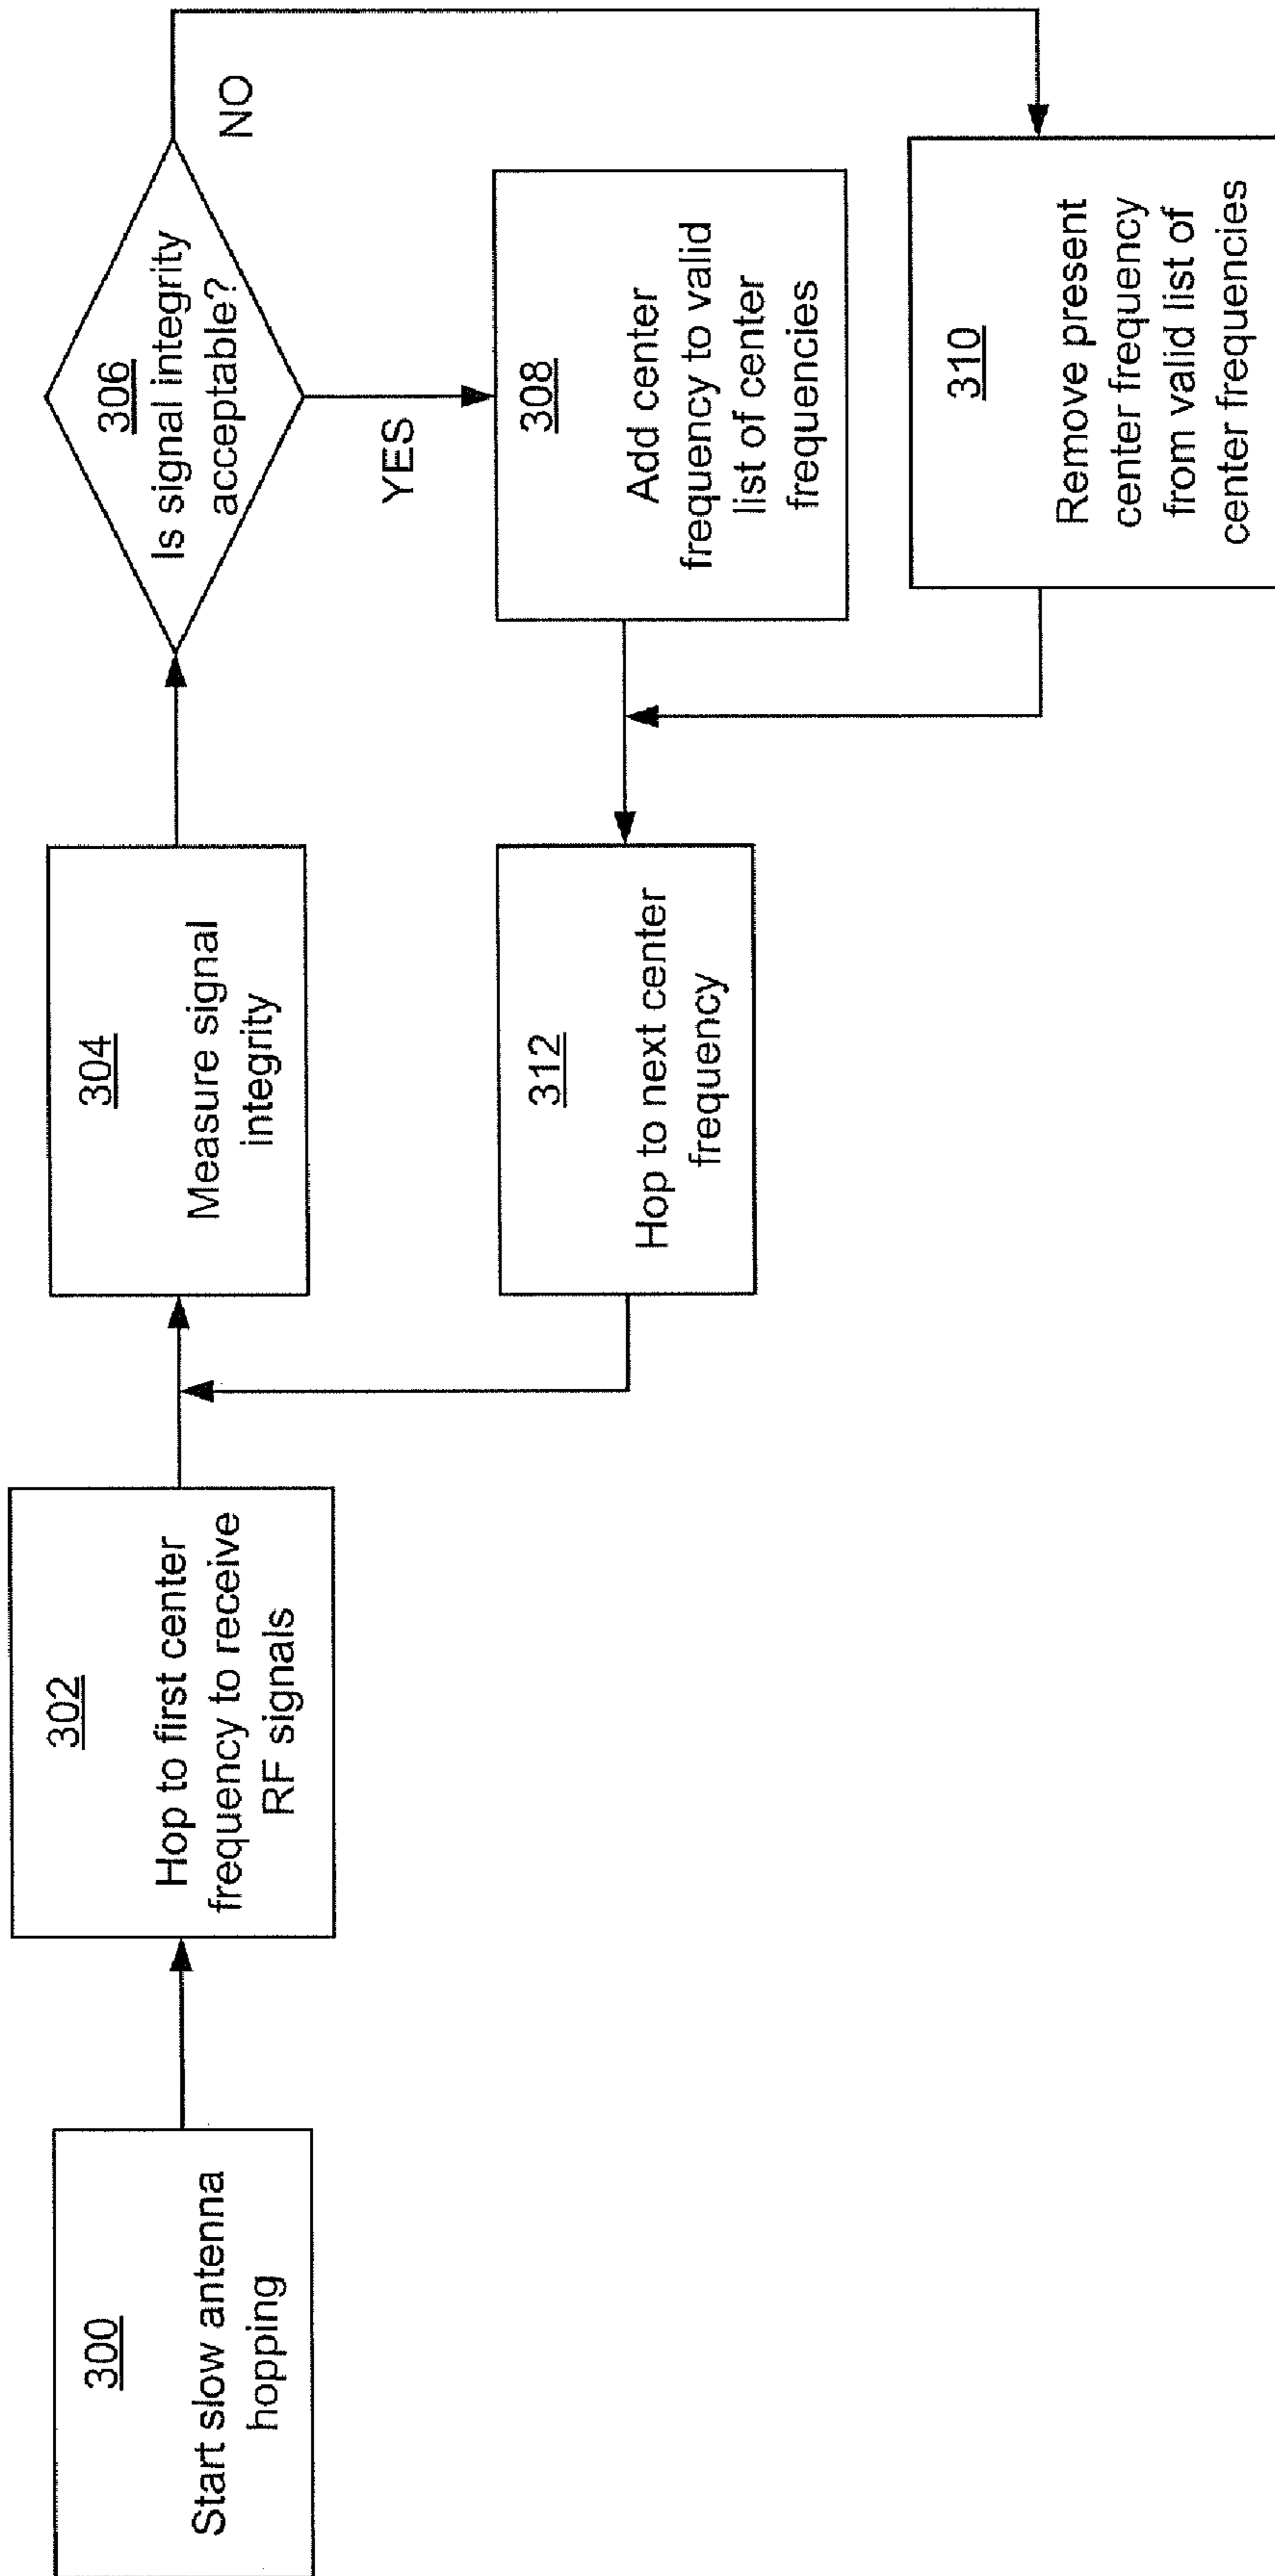 300
Start slow antenna
hopping
302
Hop to first center
frequency to receive
RF signals
304
Measure signal
integrity
306
Is signal integrity
acceptable?
NO
YES
308
Add center
frequency to valid
list of center
frequencies
310
Remove present
center frequency
from valid list of
center frequencies
312
Hop to next center
frequency